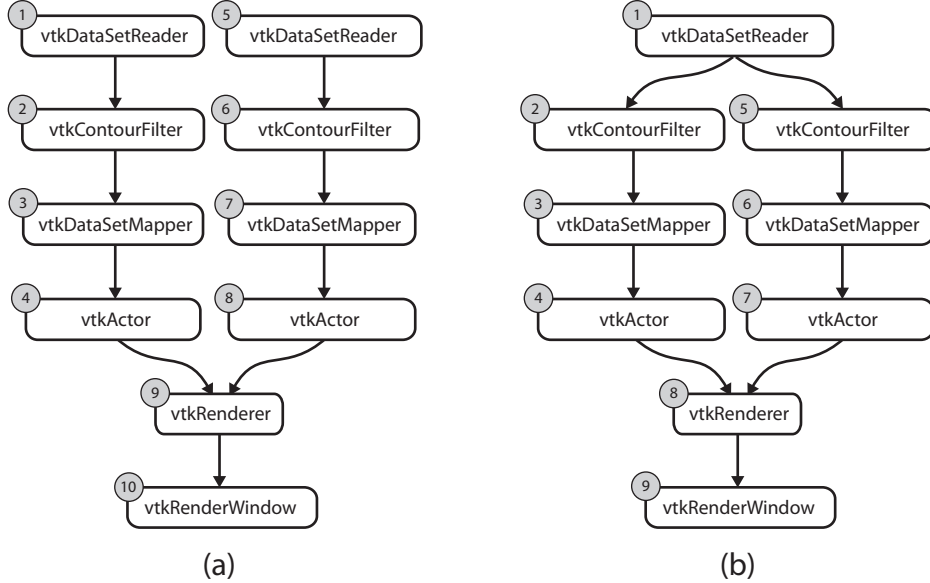 1
vtkDataSetReader
5
vtkDataSetReader
2
vtkContourFilter
6
vtkContourFilter
3
vtkDataSetMapper
7
vtkDataSetMapper
4
vtkActor
8
vtkActor
9
vtkRenderer
10
vtkRenderWindow
(a)
1
vtkDataSetReader
2
vtkContourFilter
5
vtkContourFilter
3
vtkDataSetMapper
6
vtkDataSetMapper
4
vtkActor
7
vtkActor
8
vtkRenderer
9
vtkRenderWindow
(b)